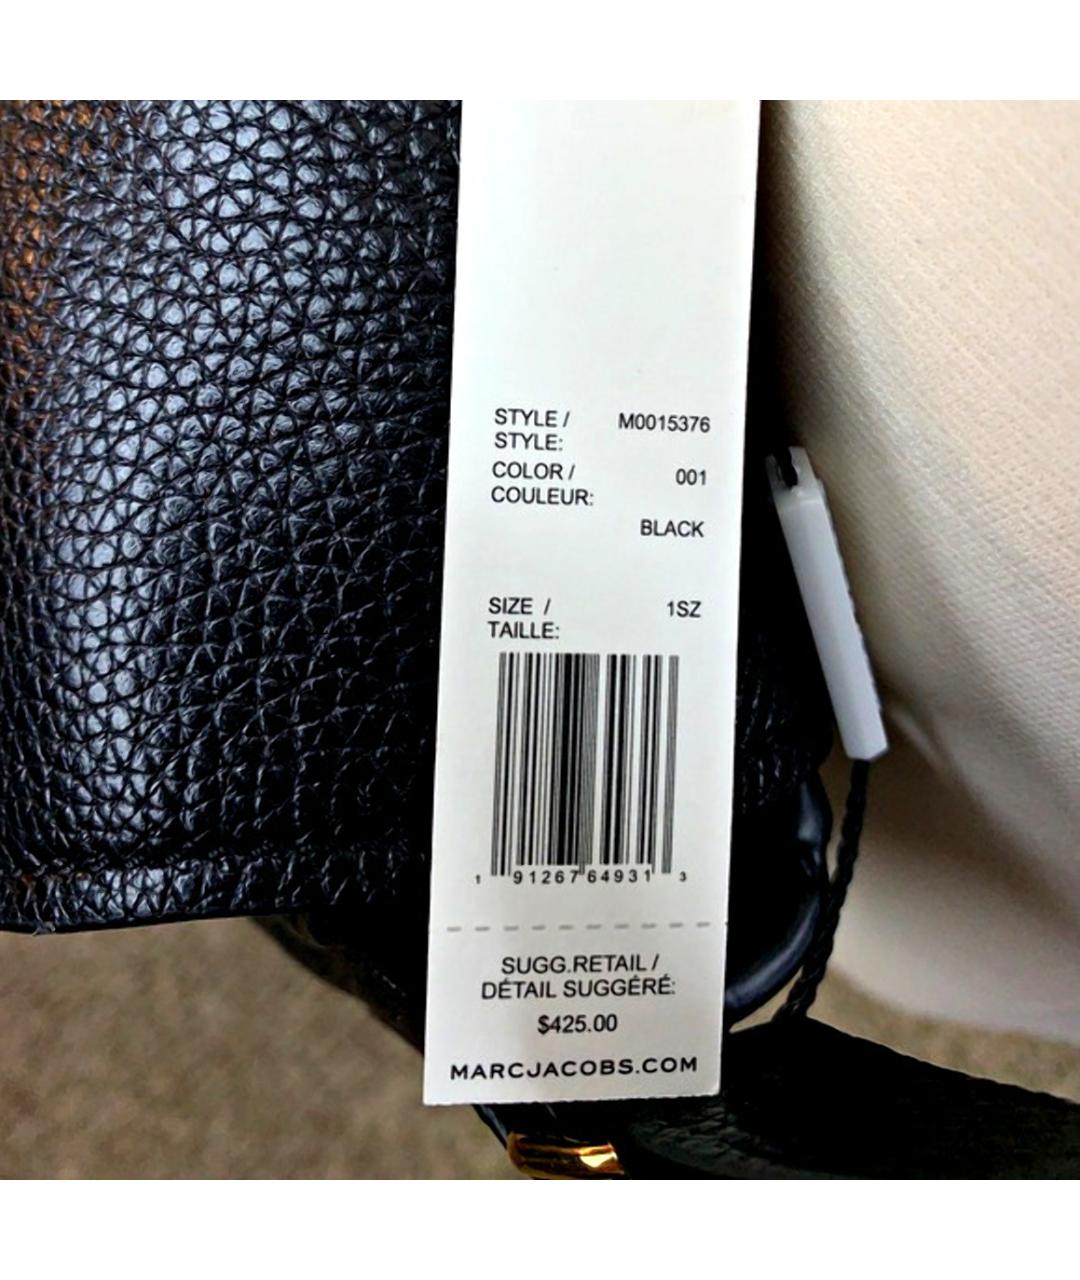 STYLE / M0015376
STYLE:
COLOR / 001
COULEUR:
BLACK
SIZE / 1SZ
TAILLE:
1 91267 64931 3
SUGG.RETAIL /
DÉTAIL SUGGÉRÉ:
$425.00
MARCJACOBS.COM